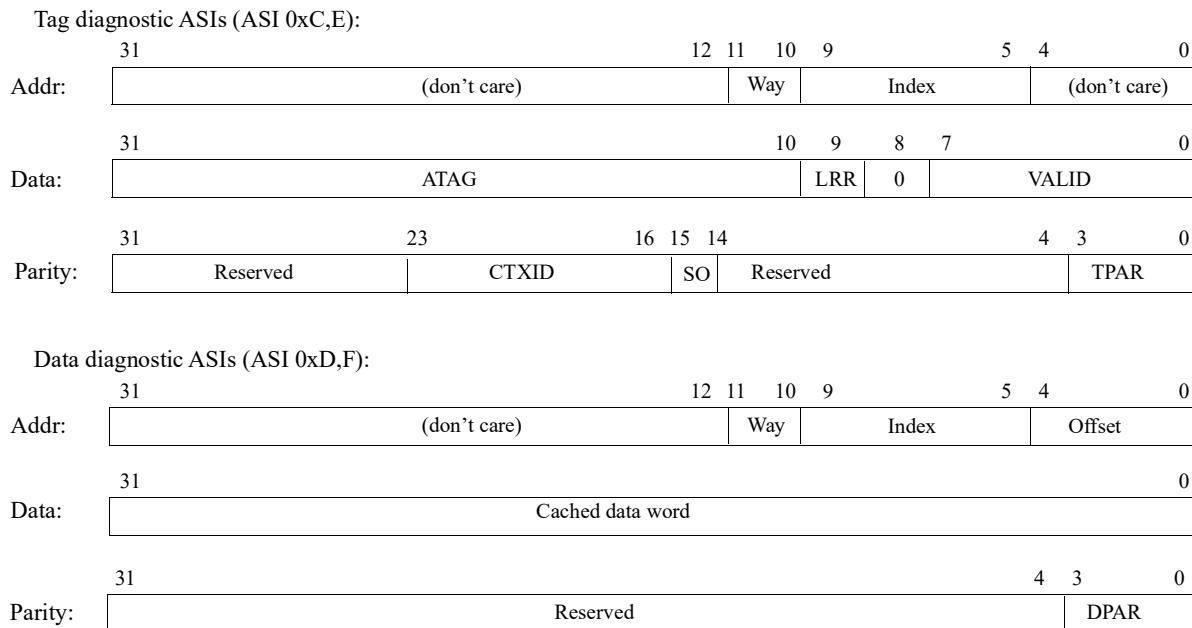 Tag diagnostic ASIs (ASI 0xC,E):
31 12 11 10 9 5 4 0
Addr: (don't care) Way Index (don't care)
31 10 9 8 7 0
Data: ATAG LRR 0 VALID
31 23 16 15 14 4 3 0
Parity: Reserved CTXID SO Reserved TPAR
Data diagnostic ASIs (ASI 0xD,F):
31 12 11 10 9 5 4 0
Addr: (don't care) Way Index Offset
31 0
Data: Cached data word
31 4 3 0
Parity: Reserved DPAR